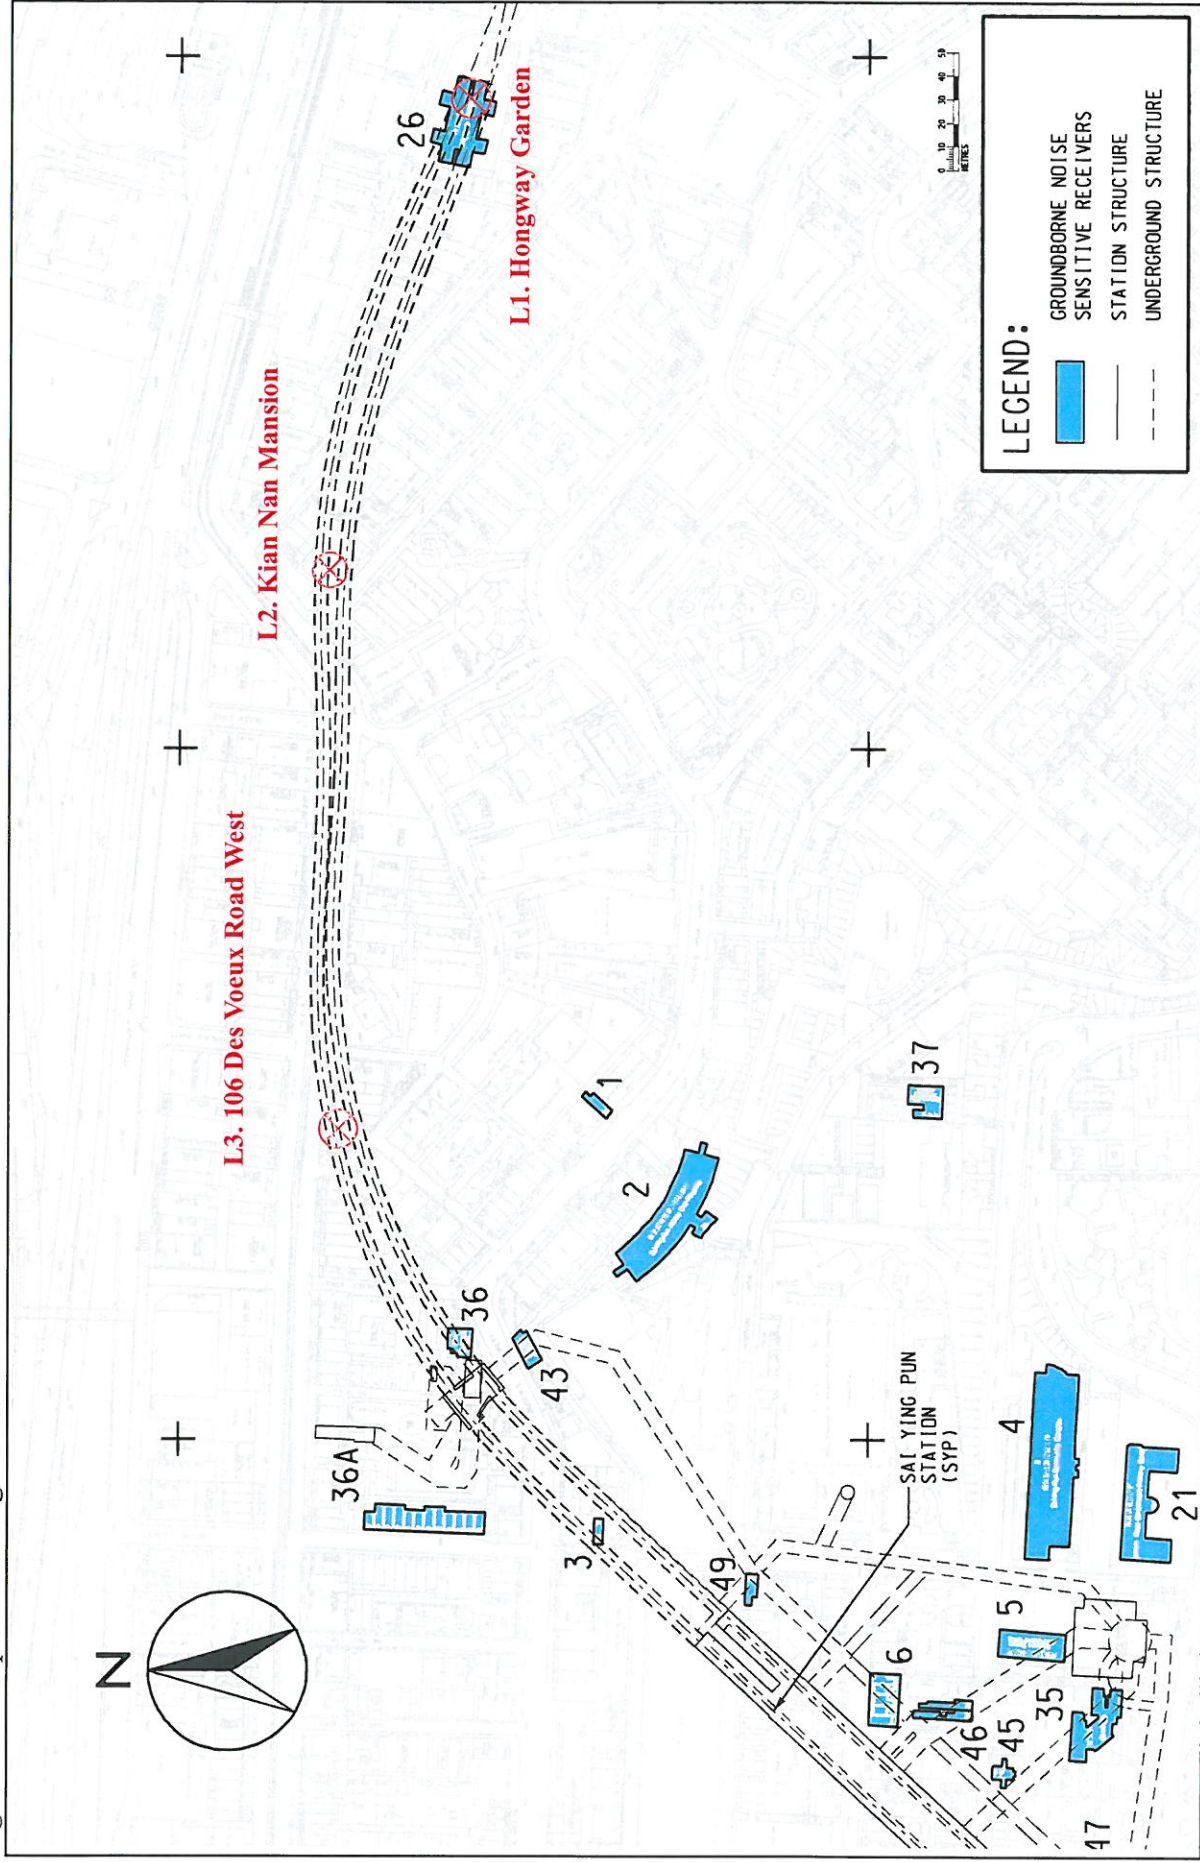 N
L3. 106 Des Voeux Road West
L2. Kian Nan Mansion
L1. Hongway Garden
26
36A
36
43
3
2
1
37
49
6
46
45
5
35
47
4
21
SAI YING PUN
STATION
(SYP)
0 10 20 30 40 50
METRES
LEGEND:
GROUNDBORNE NOISE
SENSITIVE RECEIVERS
STATION STRUCTURE
UNDERGROUND STRUCTURE